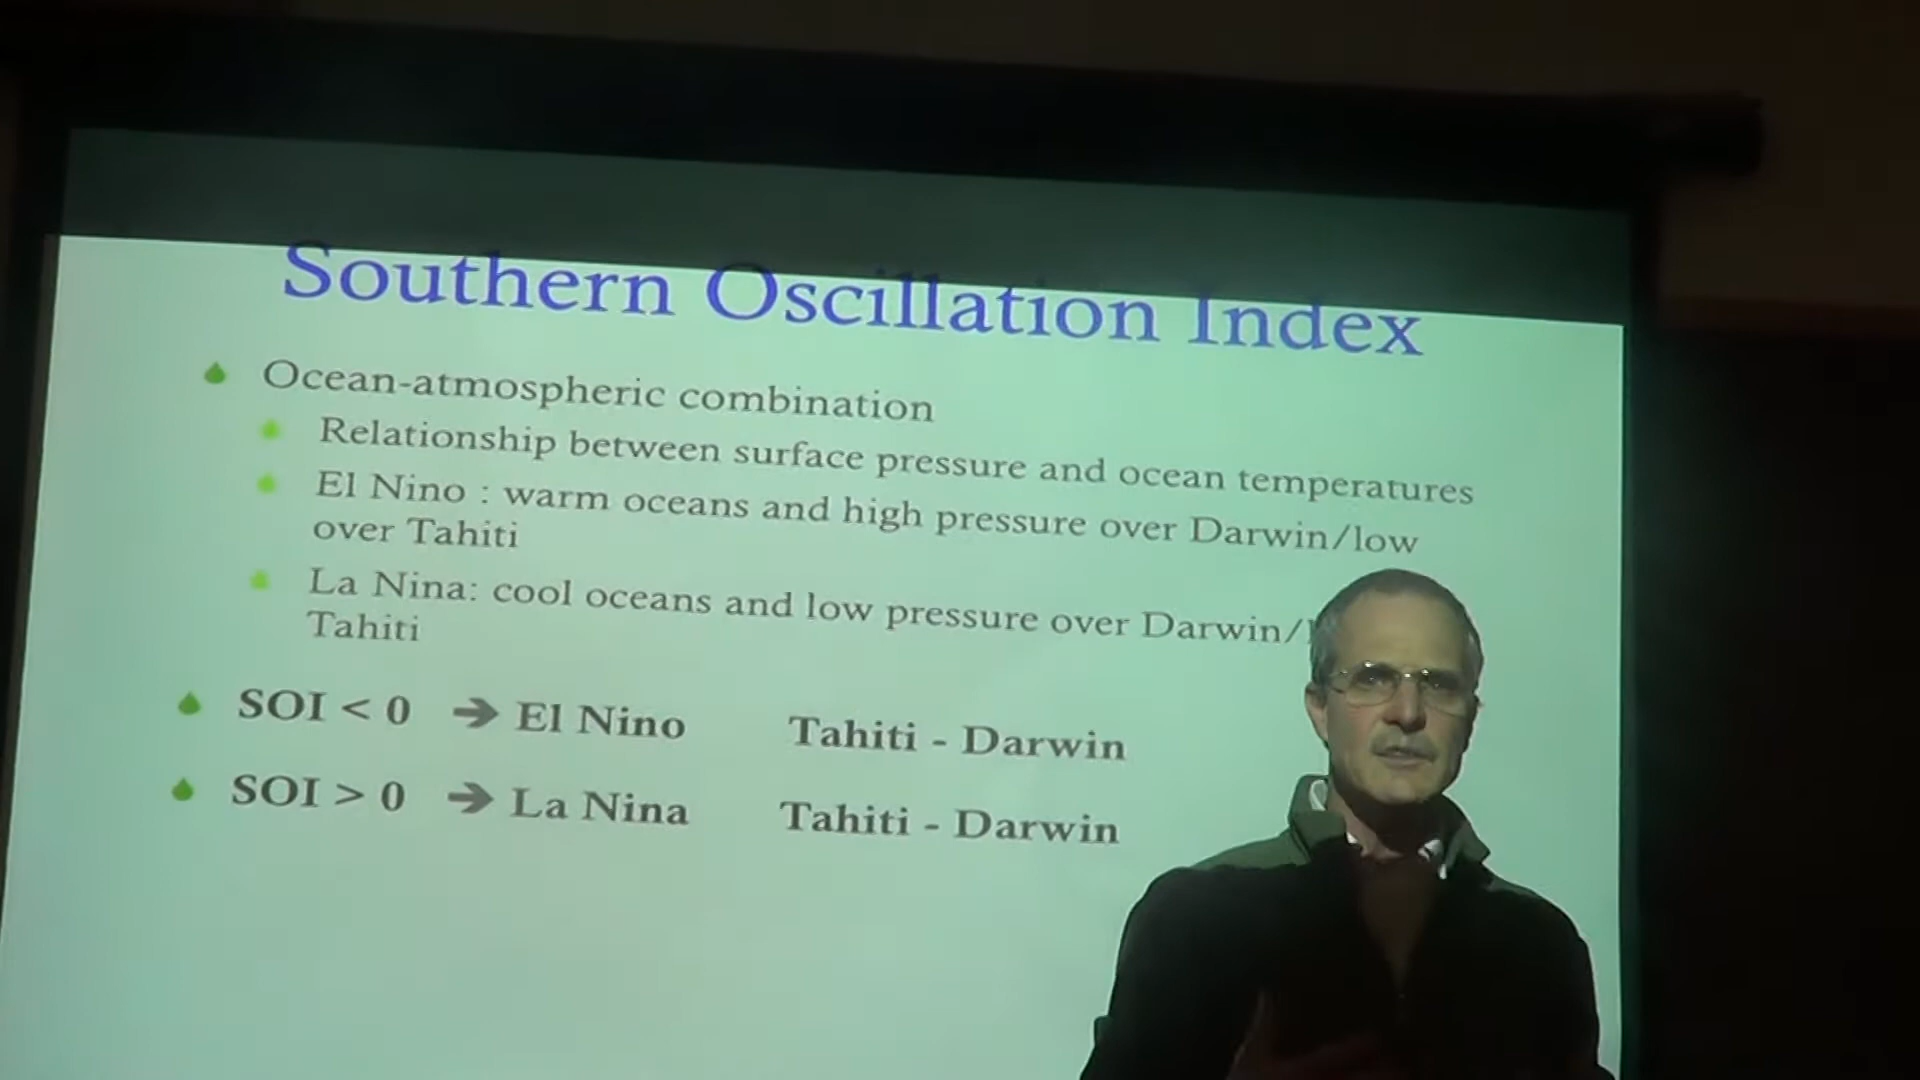 Southern Oscillation Index
Ocean-atmospheric combination
Relationship between surface pressure and ocean temperatures
El Nino : warm oceans and high pressure over Darwin/low
over Tahiti
La Nina: cool oceans and low pressure over Darwin/
Tahiti
SOI < 0 ➔ El Nino Tahiti - Darwin
SOI > 0 ➔ La Nina Tahiti - Darwin